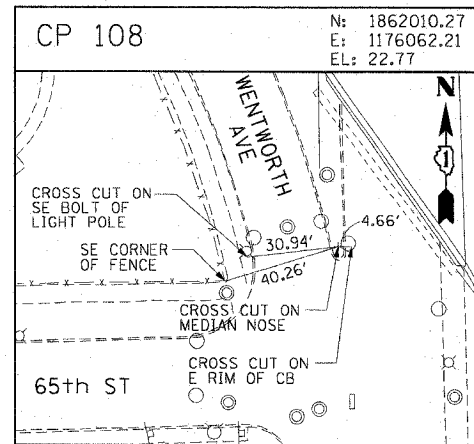 CP 108
N: 1862010.27
E: 1176062.21
EL: 22.77
WENTWORTH
AVE
N
1
CROSS CUT ON
SE BOLT OF
LIGHT POLE
4.66'
30.94'
40.26'
SE CORNER
OF FENCE
CROSS CUT ON
MEDIAN NOSE
CROSS CUT ON
E RIM OF CB
65th ST